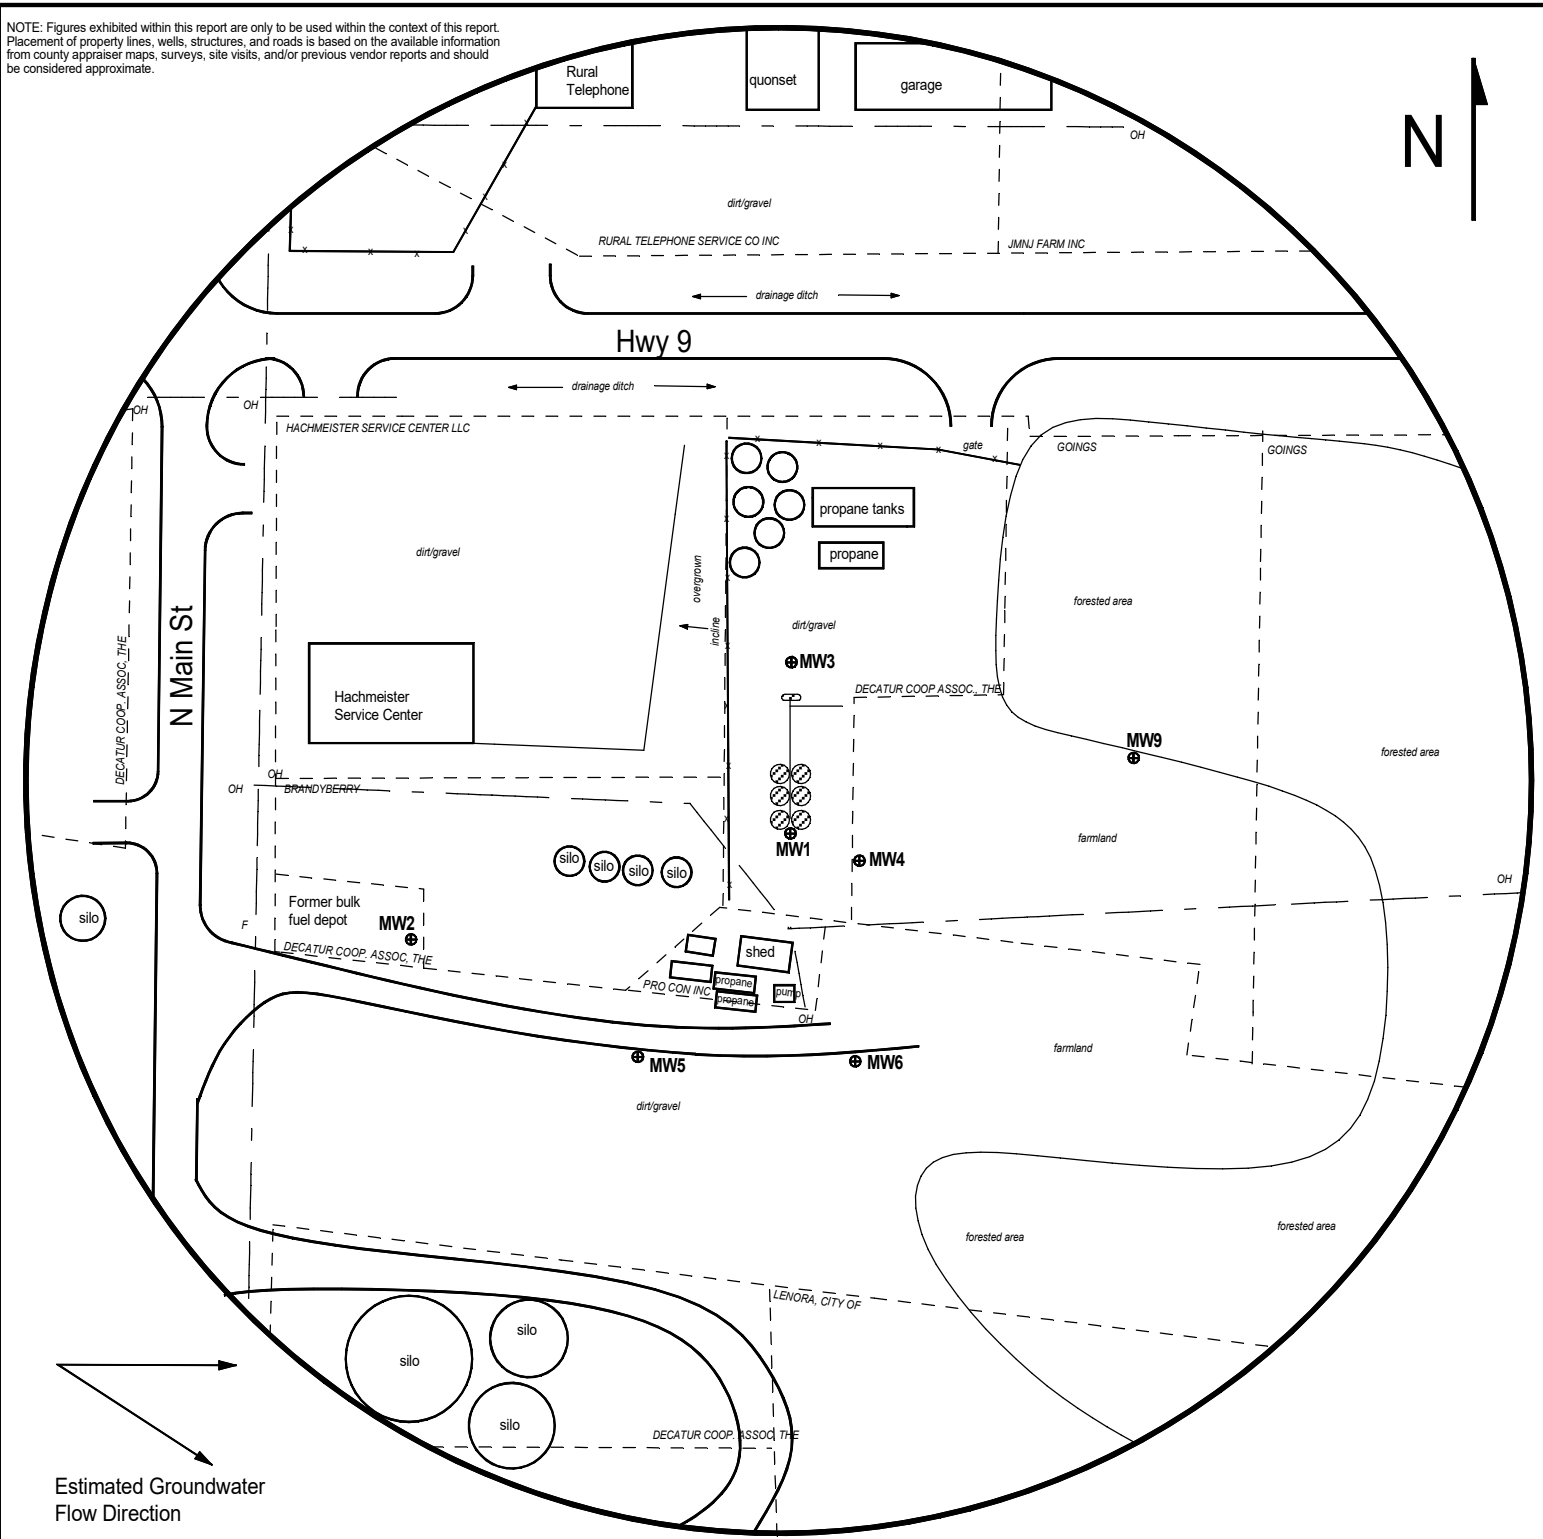 NOTE: Figures exhibited within this report are only to be used within the context of this report.
Placement of property lines, wells, structures, and roads is based on the available information
from county appraiser maps, surveys, site visits, and/or previous vendor reports and should
be considered approximate.
Rural
Telephone
quonset
garage
N
OH
dirt/gravel
RURAL TELEPHONE SERVICE CO INC
JMNJ FARM INC
drainage ditch
Hwy 9
drainage ditch
OH
OH
HACHMEISTER SERVICE CENTER LLC
gate
GOINGS
GOINGS
propane tanks
propane
dirt/gravel
overgrown
incline
forested area
dirt/gravel
MW3
N Main St
DECATUR COOP. ASSOC, THE
Hachmeister
Service Center
DECATUR COOP ASSOC., THE
MW9
forested area
OH
OH
BRANDYBERRY
MW1
MW4
farmland
silo
silo
silo
silo
OH
Former bulk
fuel depot
MW2
silo
F
DECATUR COOP. ASSOC, THE
shed
PRO CON INC
propane
propane
pump
OH
MW5
MW6
farmland
dirt/gravel
forested area
forested area
LENORA, CITY OF
silo
silo
silo
DECATUR COOP. ASSOC, THE
Estimated Groundwater
Flow Direction